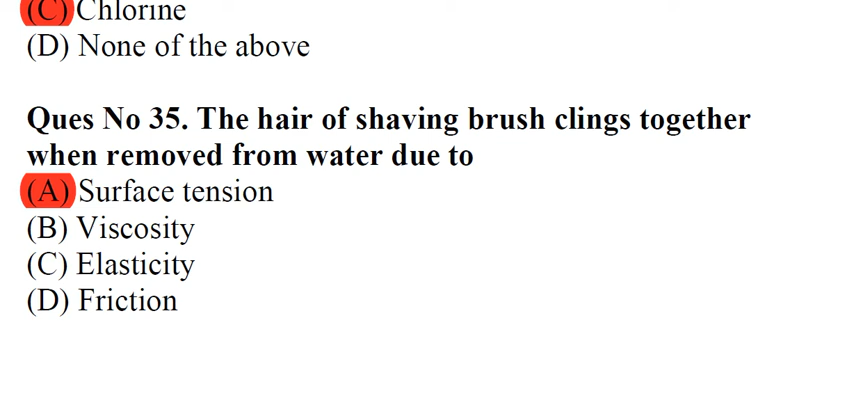 (C) Chlorine
(D) None of the above
Ques No 35. The hair of shaving brush clings together
when removed from water due to
(A) Surface tension
(B) Viscosity
(C) Elasticity
(D) Friction